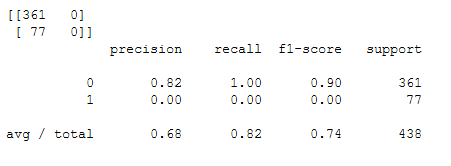 [[361   0]
 [ 77   0]]
             precision    recall  f1-score   support

          0       0.82      1.00      0.90       361
          1       0.00      0.00      0.00        77

avg / total       0.68      0.82      0.74       438